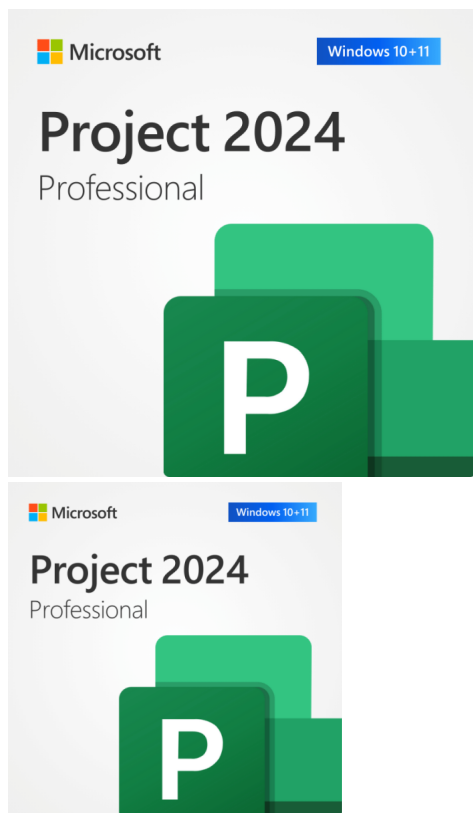 Microsoft
Windows 10+11
Project 2024
Professional
P
Microsoft
Windows 10+11
Project 2024
Professional
P